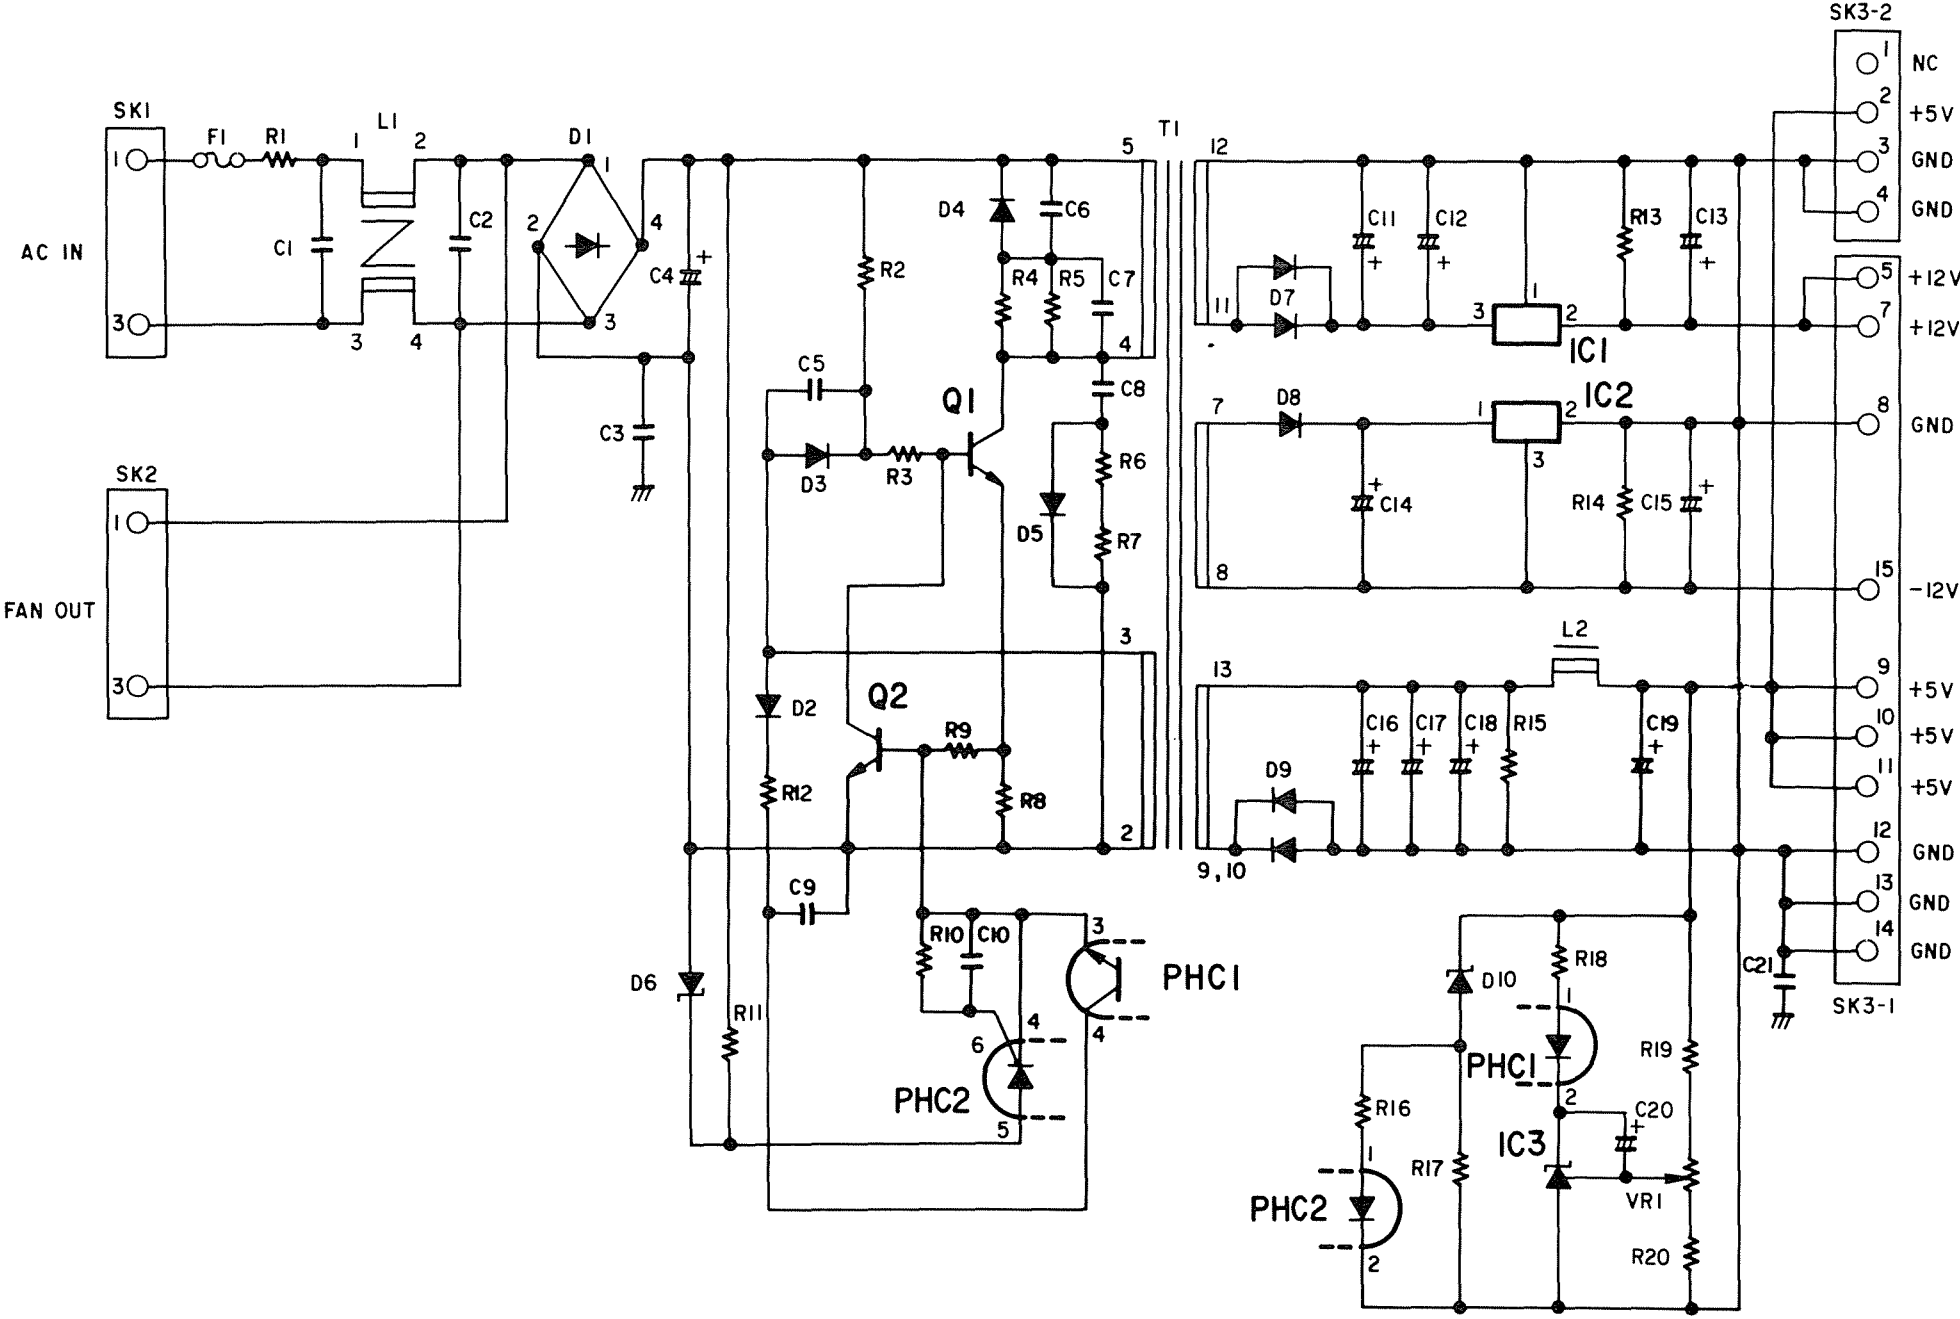 SK3-2
1 NC
2 +5V
3 GND
4 GND
SK1
1
F1
R1
1
L1
2
D1
1
2
4
3
C1
3
4
C2
AC IN
3
C4
+
C3
SK2
1
FAN OUT
3
T1
5
12
D4
C6
R2
R4
R5
C7
4
C5
C8
Q1
D3
R3
R6
D5
R7
3
D2
Q2
R9
R12
R8
2
C9
D6
R11
R10
C10
3
PHC1
4
6
4
PHC2
5
C11
+
C12
+
R13
C13
+
5 +12V
7 +12V
11
D7
3
1
2
IC1
7
D8
1
IC2
2
3
8 GND
C14
+
R14
C15
+
8
15 -12V
L2
13
9 +5V
C16
+
C17
+
C18
+
R15
C19
+
10 +5V
11 +5V
D9
9,10
12 GND
13 GND
14 GND
C21
SK3-1
D10
R18
1
PHC1
2
R19
R16
C20
+
IC3
R17
VR1
1
PHC2
2
R20